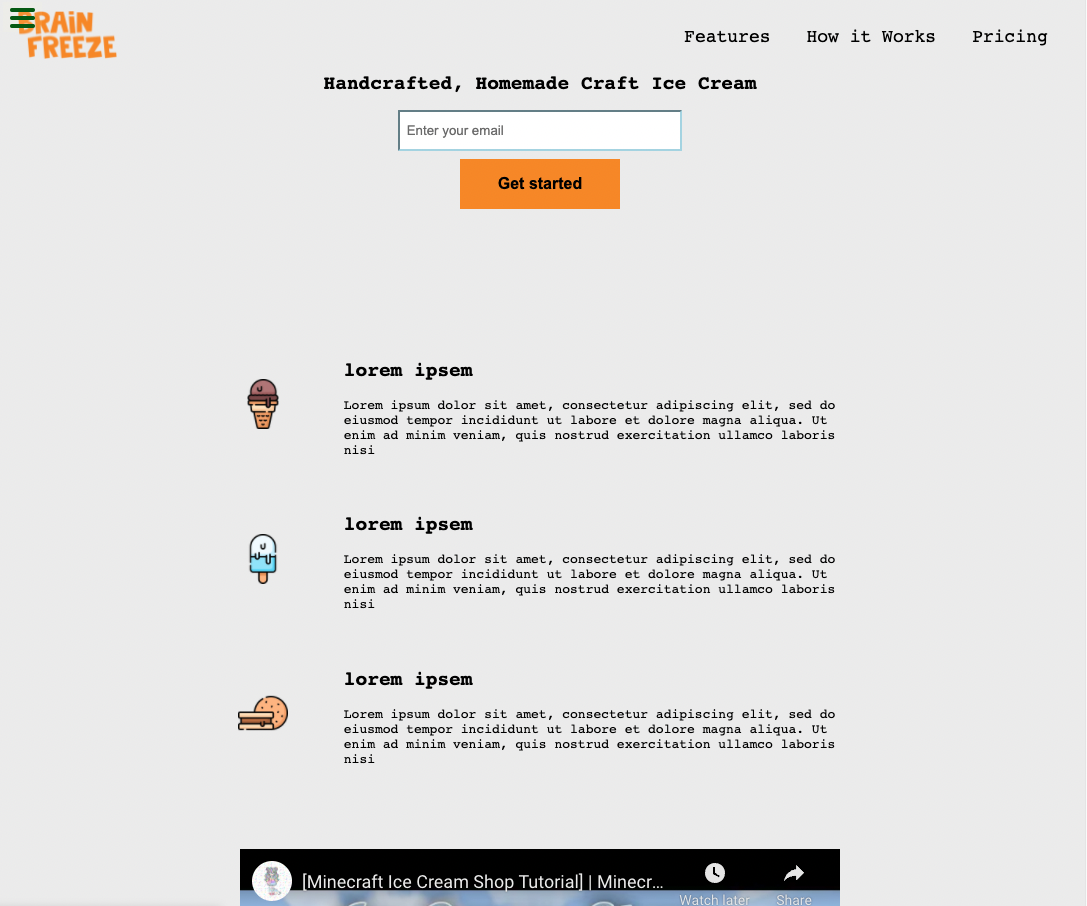 BRAIN
FREEZE
Features How it Works Pricing
Handcrafted, Homemade Craft Ice Cream
Enter your email
Get started
lorem ipsem
Lorem ipsum dolor sit amet, consectetur adipiscing elit, sed do
eiusmod tempor incididunt ut labore et dolore magna aliqua. Ut
enim ad minim veniam, quis nostrud exercitation ullamco laboris
nisi
lorem ipsem
Lorem ipsum dolor sit amet, consectetur adipiscing elit, sed do
eiusmod tempor incididunt ut labore et dolore magna aliqua. Ut
enim ad minim veniam, quis nostrud exercitation ullamco laboris
nisi
lorem ipsem
Lorem ipsum dolor sit amet, consectetur adipiscing elit, sed do
eiusmod tempor incididunt ut labore et dolore magna aliqua. Ut
enim ad minim veniam, quis nostrud exercitation ullamco laboris
nisi
[Minecraft Ice Cream Shop Tutorial] | Minecr...
Watch later Share